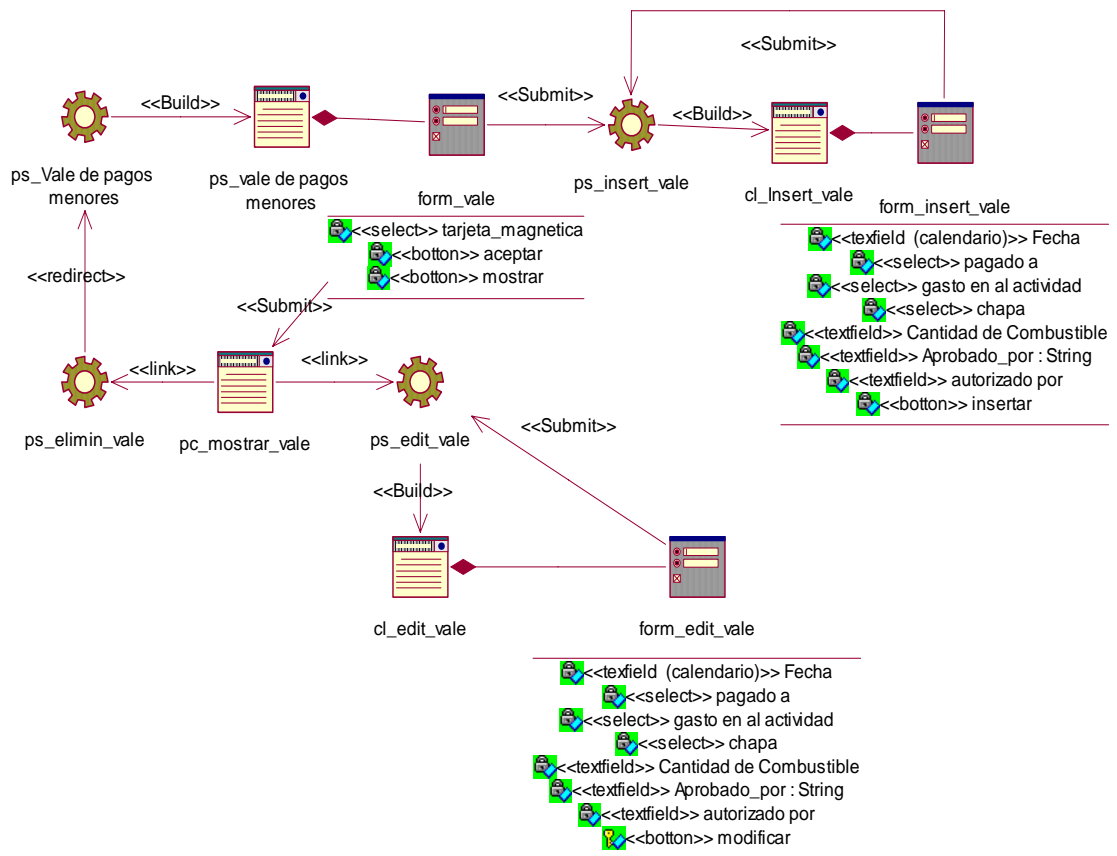 <<Submit>>
<<Build>>
<<Submit>>
<<Build>>
ps_Vale de pagos
menores
ps_vale de pagos
menores
form_vale
ps_insert_vale
cl_Insert_vale
form_insert_vale
<<select>> tarjeta_magnetica
<<botton>> aceptar
<<botton>> mostrar
<<texfield (calendario)>> Fecha
<<select>> pagado a
<<select>> gasto en al actividad
<<select>> chapa
<<textfield>> Cantidad de Combustible
<<textfield>> Aprobado_por : String
<<textfield>> autorizado por
<<botton>> insertar
<<redirect>>
<<Submit>>
<<link>>
<<link>>
ps_elimin_vale
pc_mostrar_vale
ps_edit_vale
<<Submit>>
<<Build>>
cl_edit_vale
form_edit_vale
<<texfield (calendario)>> Fecha
<<select>> pagado a
<<select>> gasto en al actividad
<<select>> chapa
<<textfield>> Cantidad de Combustible
<<textfield>> Aprobado_por : String
<<textfield>> autorizado por
<<botton>> modificar